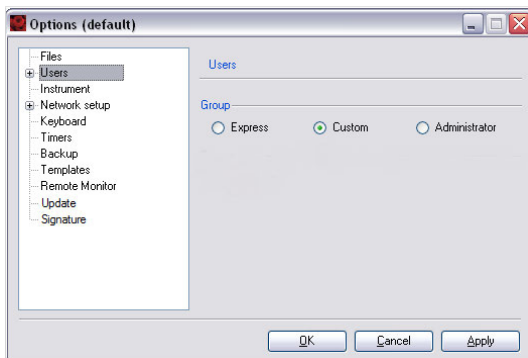 Options (default)
Files
Users
Instrument
Network setup
Keyboard
Timers
Backup
Templates
Remote Monitor
Update
Signature
Users
Group
Express
Custom
Administrator
OK
Cancel
Apply